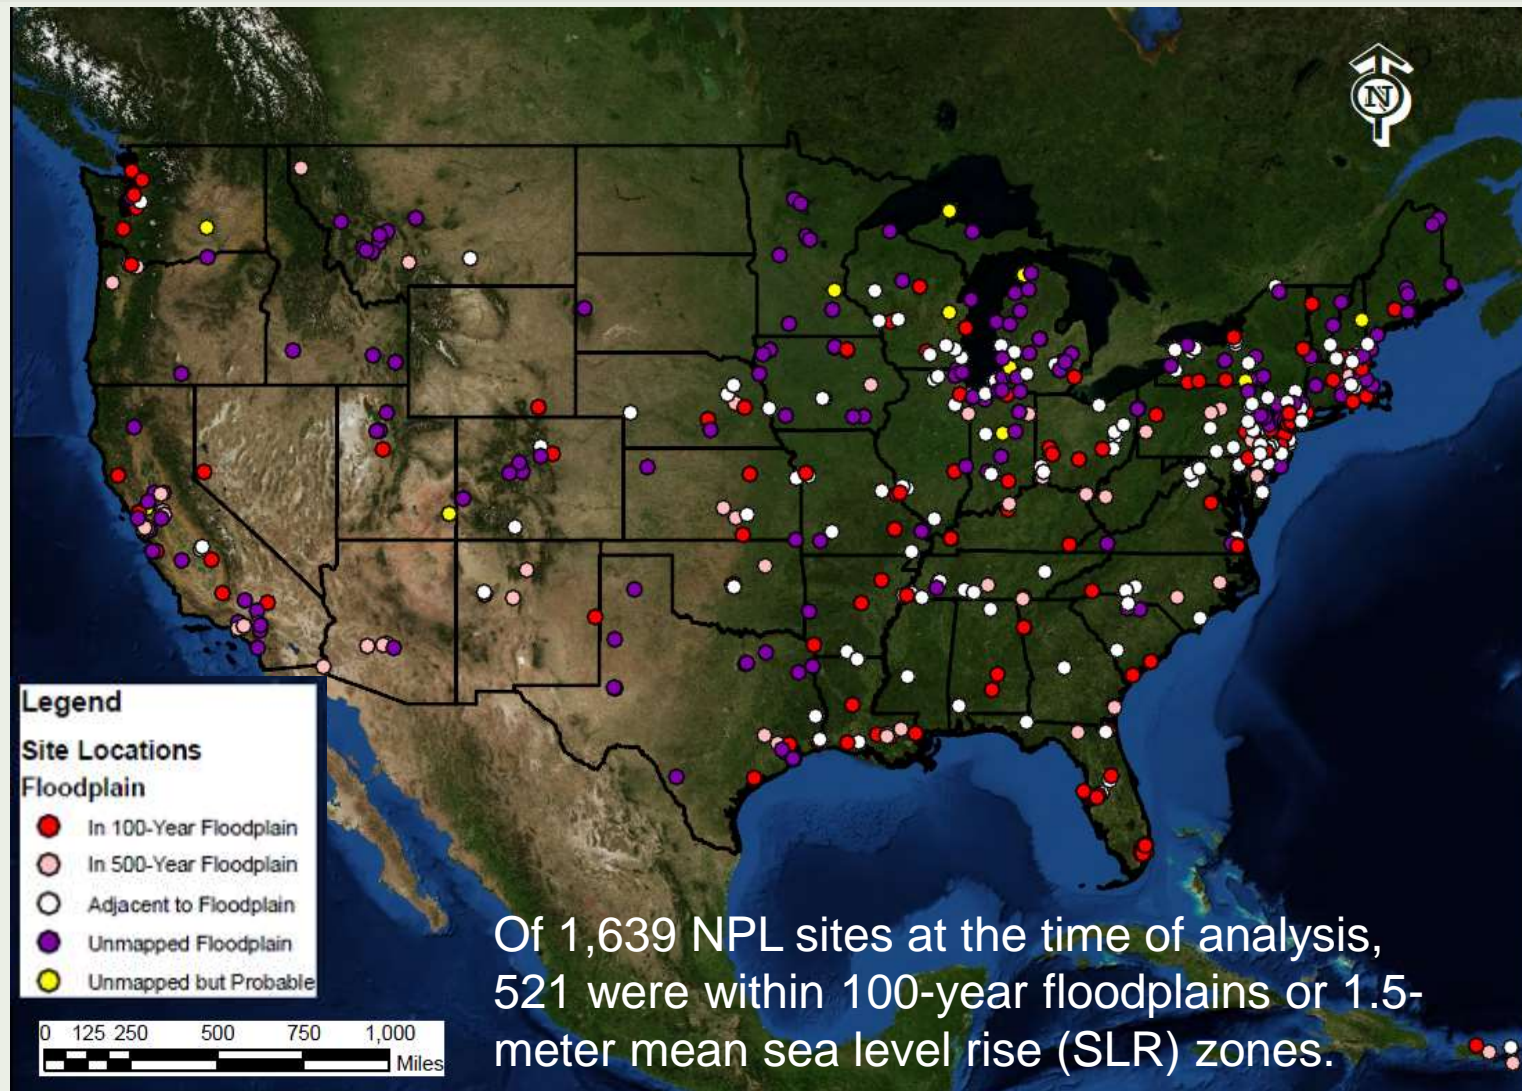 N
Legend
Site Locations
Floodplain
In 100-Year Floodplain
In 500-Year Floodplain
Adjacent to Floodplain
Unmapped Floodplain
Unmapped but Probable
0 125 250 500 750 1,000
Miles
Of 1,639 NPL sites at the time of analysis,
521 were within 100-year floodplains or 1.5-
meter mean sea level rise (SLR) zones.